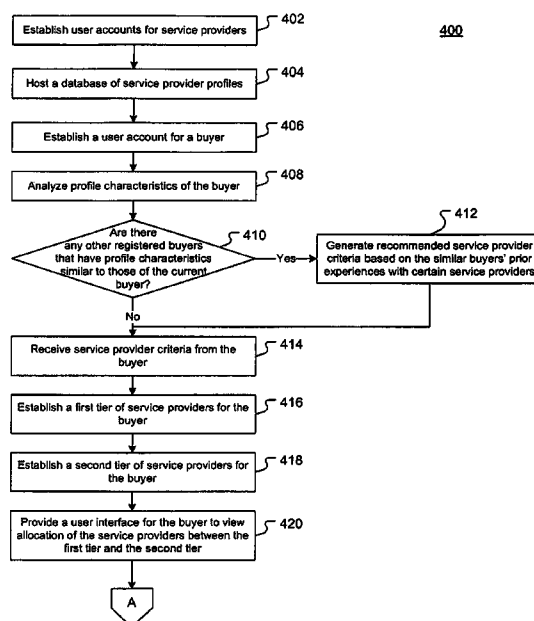 402
Establish user accounts for service providers
400
404
Host a database of service provider profiles
406
Establish a user account for a buyer
408
Analyze profile characteristics of the buyer
410
Are there
any other registered buyers
that have profile characteristics
similar to those of the current
buyer?
Yes
412
Generate recommended service provider
criteria based on the similar buyers' prior
experiences with certain service providers
No
414
Receive service provider criteria from the
buyer
416
Establish a first tier of service providers for the
buyer
418
Establish a second tier of service providers for
the buyer
420
Provide a user interface for the buyer to view
allocation of the service providers between the
first tier and the second tier
A